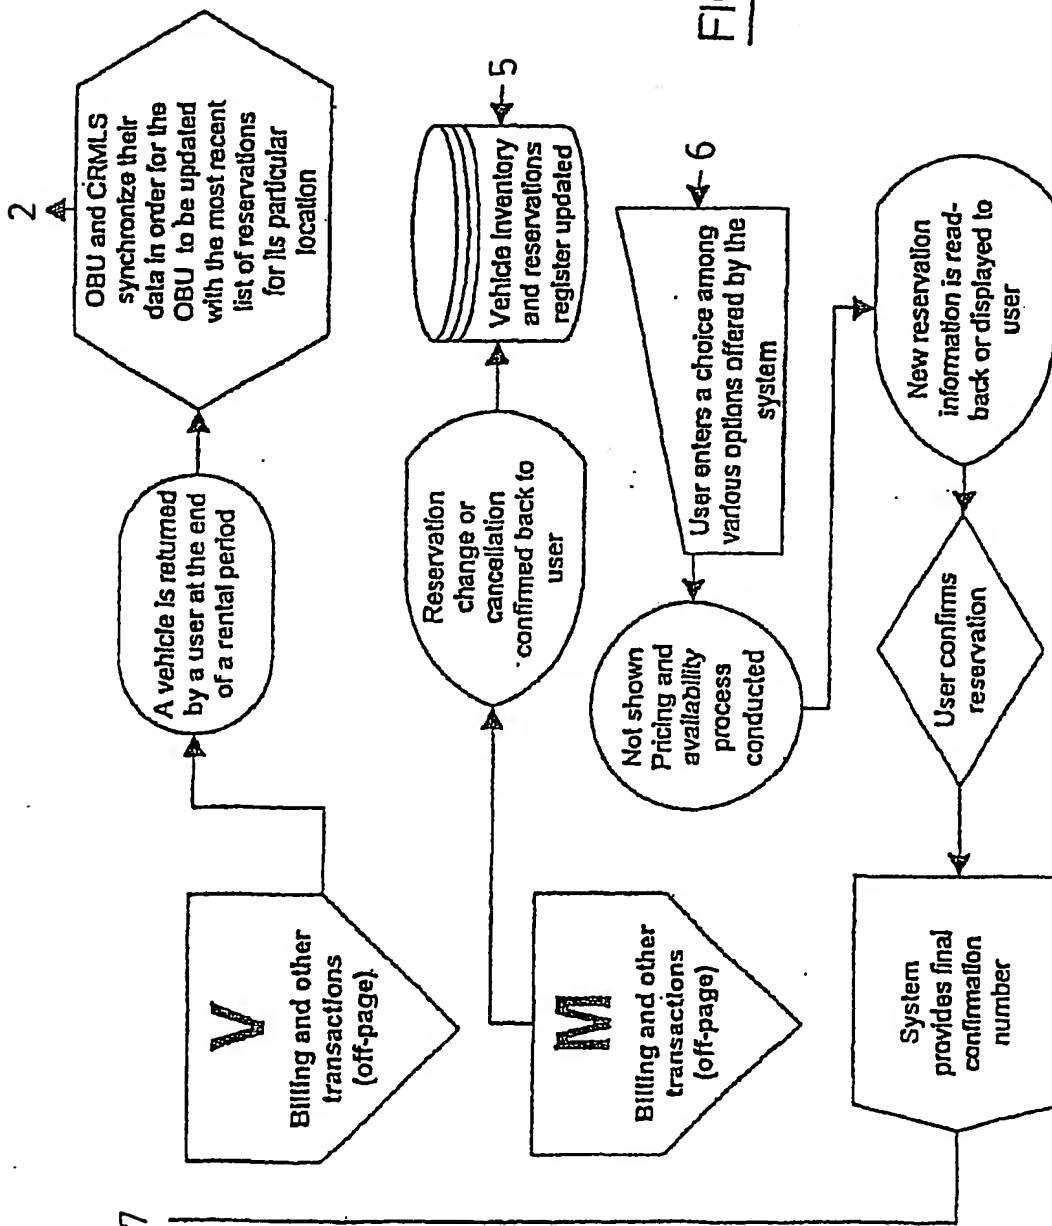 2
OBU and CRMLS
synchronize their
data in order for the
OBU to be updated
with the most recent
list of reservations
for its particular
location
A vehicle is returned
by a user at the end
of a rental period
V
Billing and other
transactions
(off-page).
5
Vehicle Inventory
and reservations
register updated
Reservation
change or
cancellation
confirmed back to
user
M
Billing and other
transactions
(off-page)
6
User enters a choice among
various options offered by the
system
Not shown
Pricing and
availability
process
conducted
New reservation
information is read-
back or displayed to
user
User confirms
reservation
System
provides final
confirmation
number
7